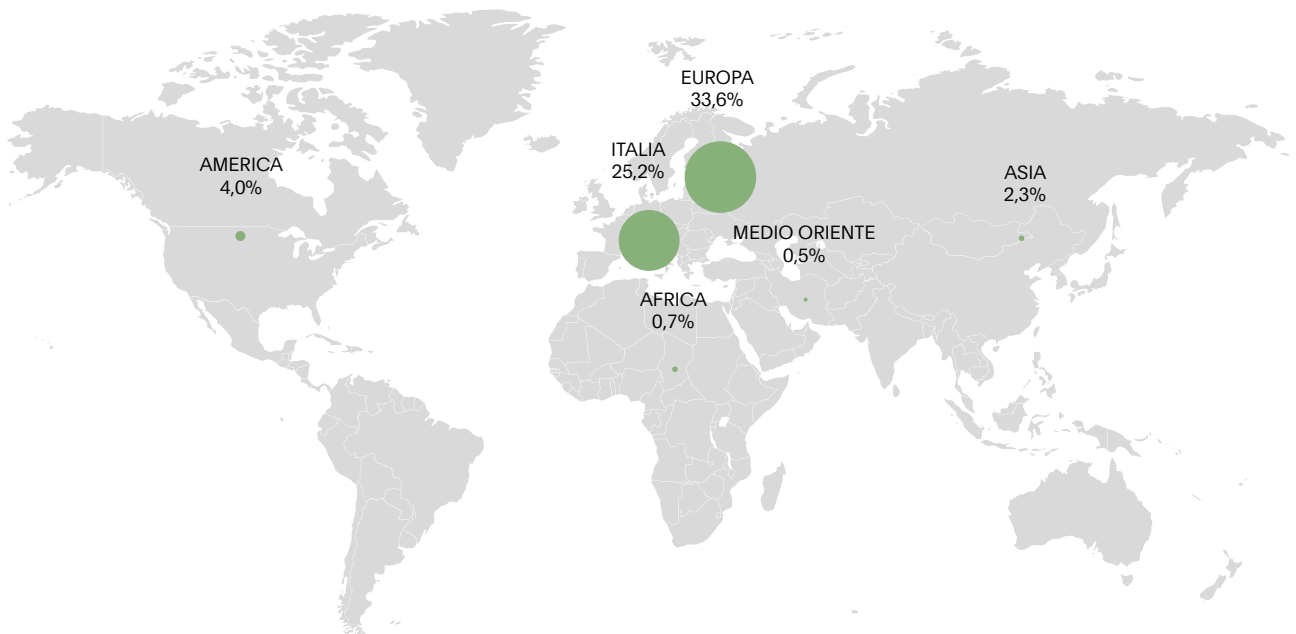 EUROPA
33,6%
ITALIA
25,2%
AMERICA
4,0%
ASIA
2,3%
MEDIO ORIENTE
0,5%
AFRICA
0,7%